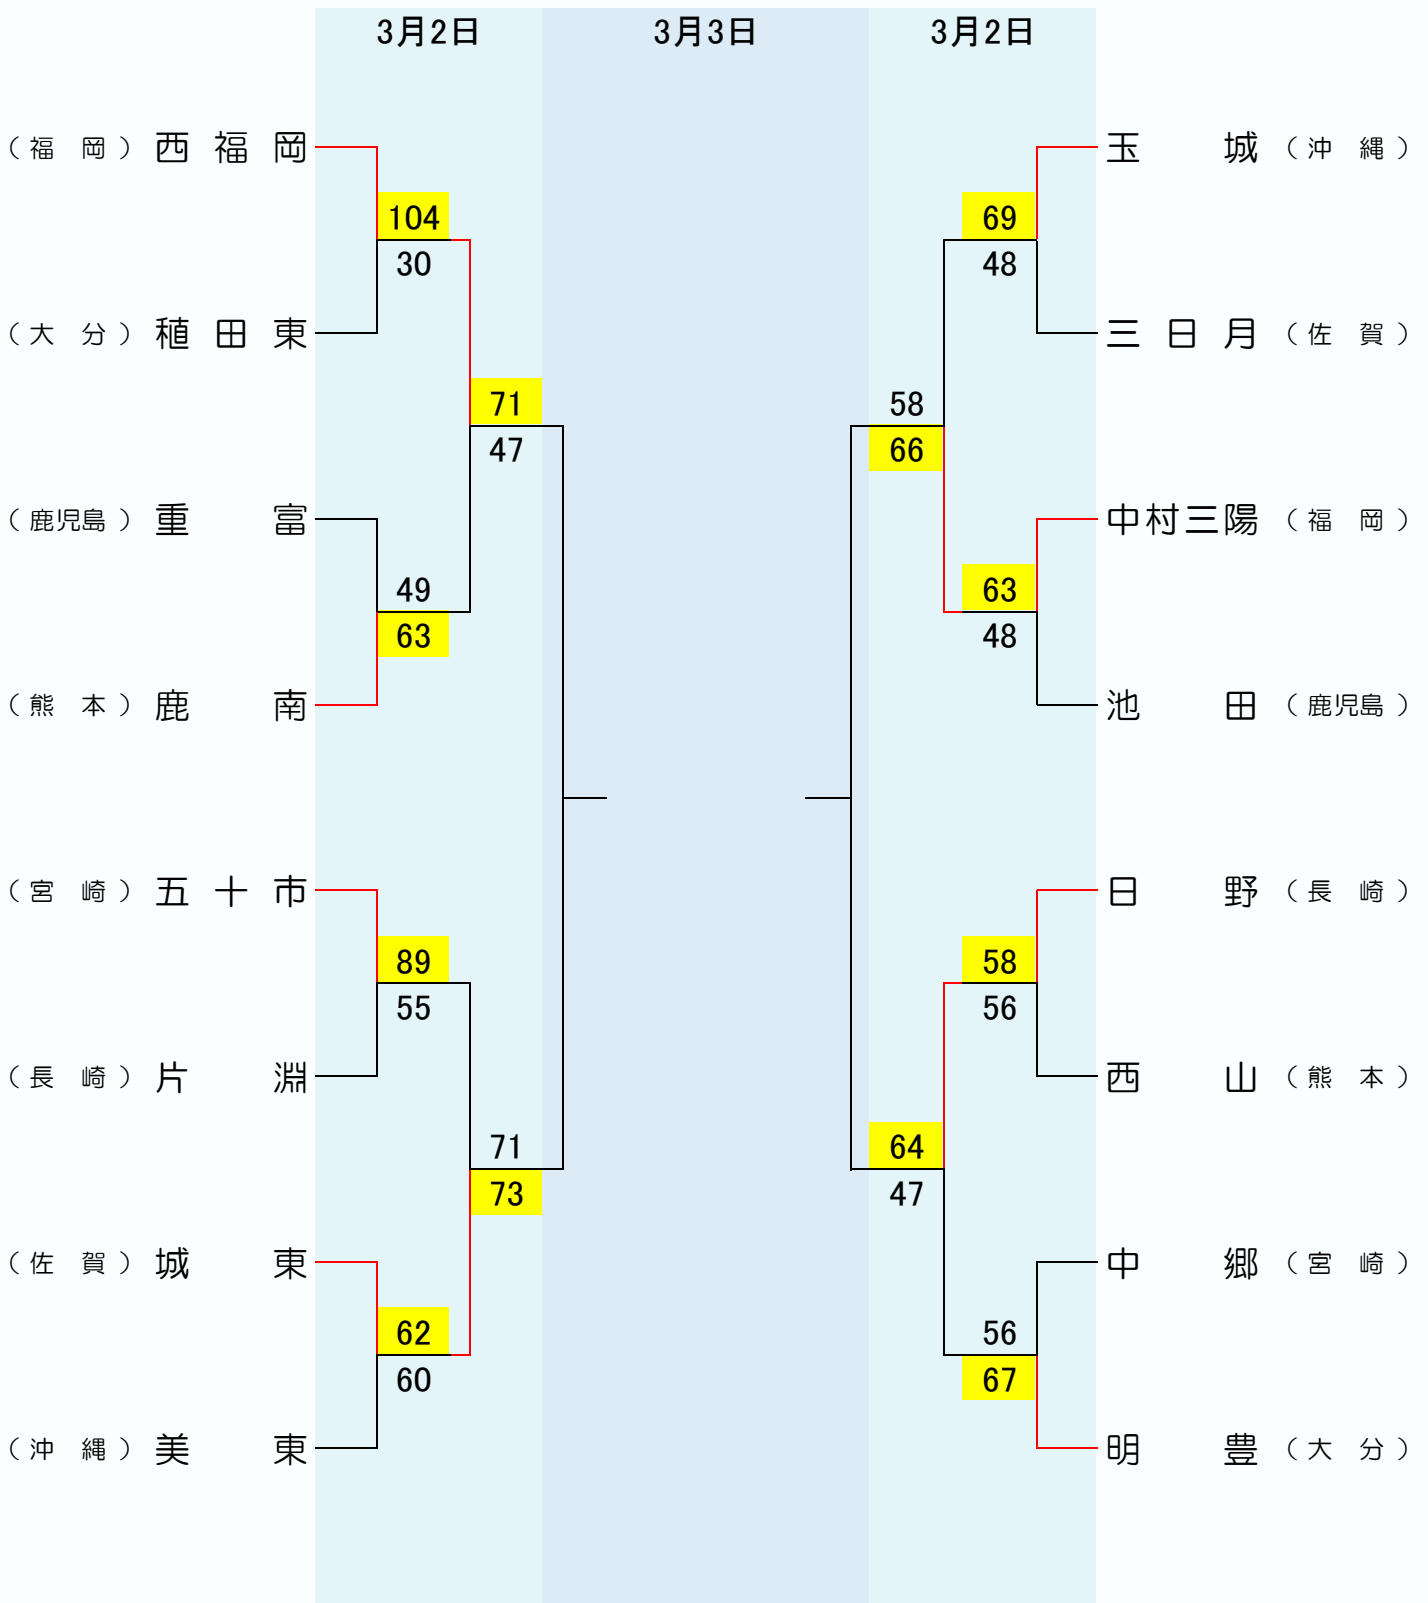 3月2日 3月3日 3月2日
（福 岡）西福岡 玉城（沖 縄）
104 69
30 48
（大 分）稙田東 三日月（佐 賀）
71 58
47 66
（鹿児島）重富 中村三陽（福 岡）
49 63
63 48
（熊 本）鹿南 池田（鹿児島）
（宮 崎）五十市 日野（長 崎）
89 58
55 56
（長 崎）片淵 西山（熊 本）
71 64
73 47
（佐 賀）城東 中郷（宮 崎）
62 56
60 67
（沖 縄）美東 明豊（大 分）